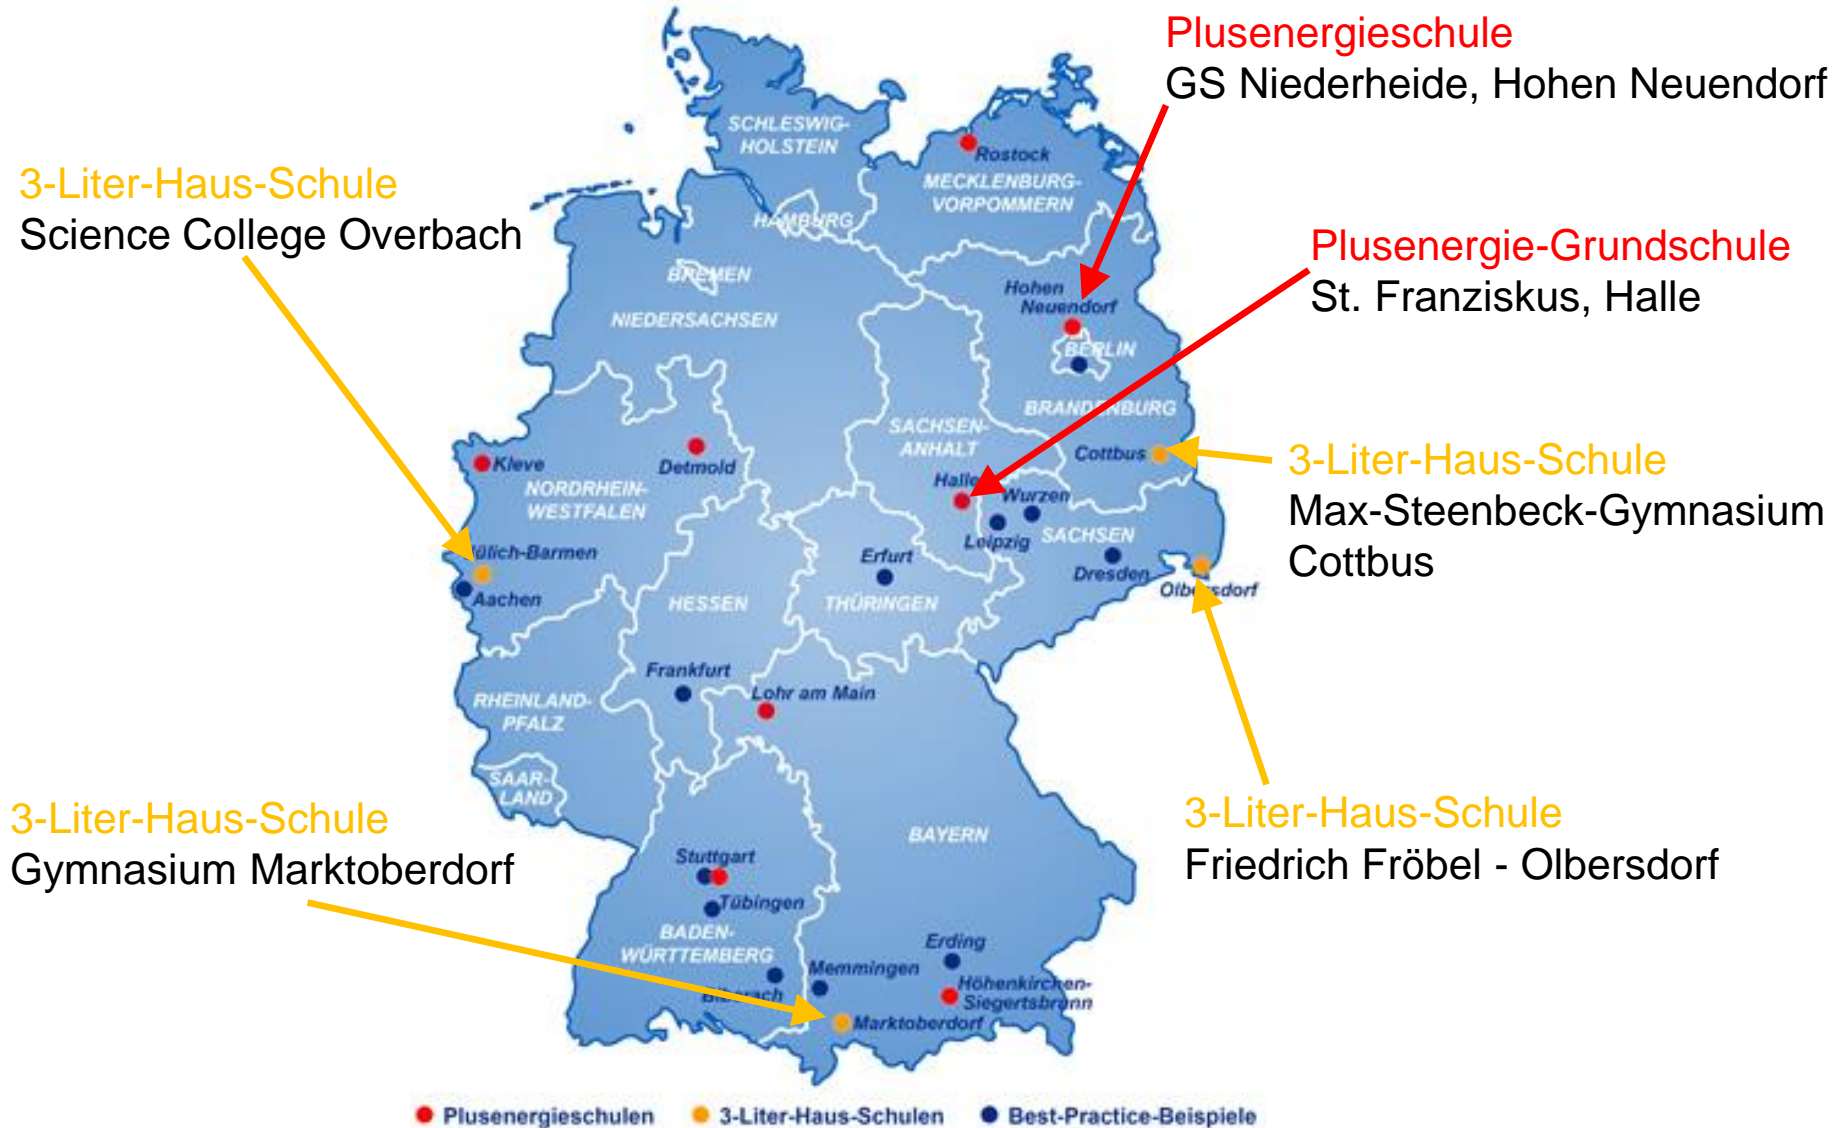 Plusenergieschule
GS Niederheide, Hohen Neuendorf
3-Liter-Haus-Schule
Science College Overbach
Plusenergie-Grundschule
St. Franziskus, Halle
3-Liter-Haus-Schule
Max-Steenbeck-Gymnasium
Cottbus
3-Liter-Haus-Schule
Gymnasium Marktoberdorf
3-Liter-Haus-Schule
Friedrich Fröbel - Olbersdorf
SCHLESWIG-
HOLSTEIN
Rostock
MECKLENBURG-
VORPOMMERN
HAMBURG
BREMEN
NIEDERSACHSEN
Hohen
Neuendorf
BERLIN
BRANDENBURG
SACHSEN-
ANHALT
Cottbus
Kleve
Detmold
NORDRHEIN-
WESTFALEN
Halle
Wurzen
Leipzig
SACHSEN
Dresden
Olbersdorf
Jülich-Barmen
Aachen
Erfurt
HESSEN
THÜRINGEN
Frankfurt
Lohr am Main
RHEINLAND-
PFALZ
SAAR-
LAND
BAYERN
Stuttgart
Tübingen
BADEN-
WÜRTTEMBERG
Biberach
Memmingen
Erding
Höhenkirchen-
Siegertsbrunn
Marktoberdorf
Plusenergieschulen
3-Liter-Haus-Schulen
Best-Practice-Beispiele